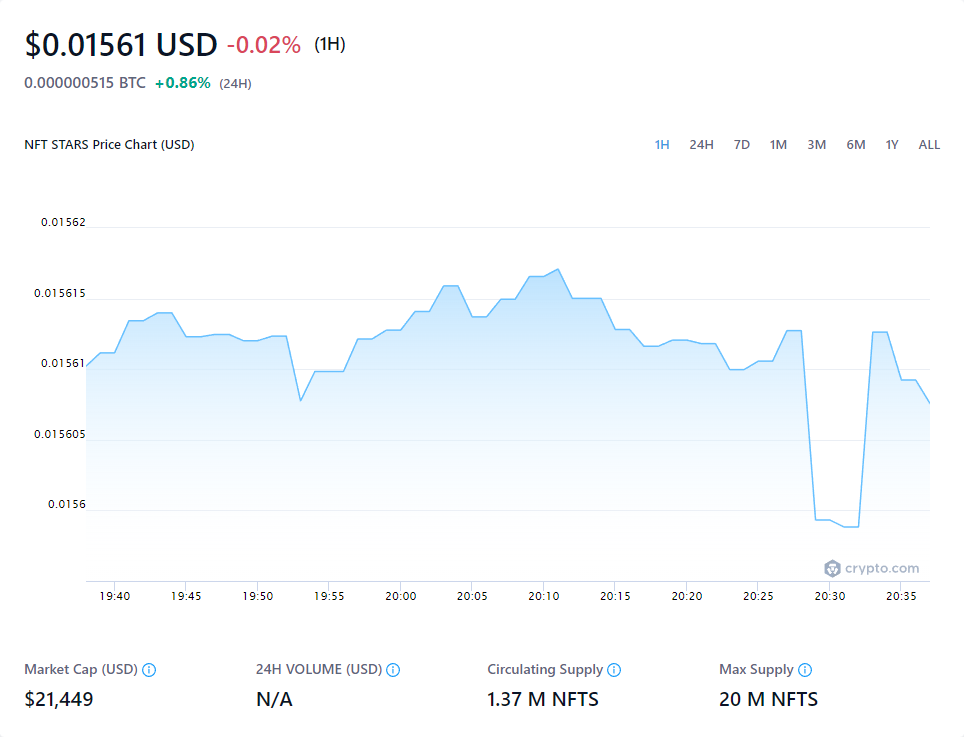 $0.01561 USD -0.02% (1H)
0.000000515 BTC +0.86% (24H)
NFT STARS Price Chart (USD) 1H 24H 7D 1M 3M 6M 1Y ALL
0.01562
0.015615
0.01561
0.015605
0.0156
crypto.com
19:40 19:45 19:50 19:55 20:00 20:05 20:10 20:15 20:20 20:25 20:30 20:35
Market Cap (USD) 24H VOLUME (USD) Circulating Supply Max Supply
$21,449 N/A 1.37 M NFTS 20 M NFTS